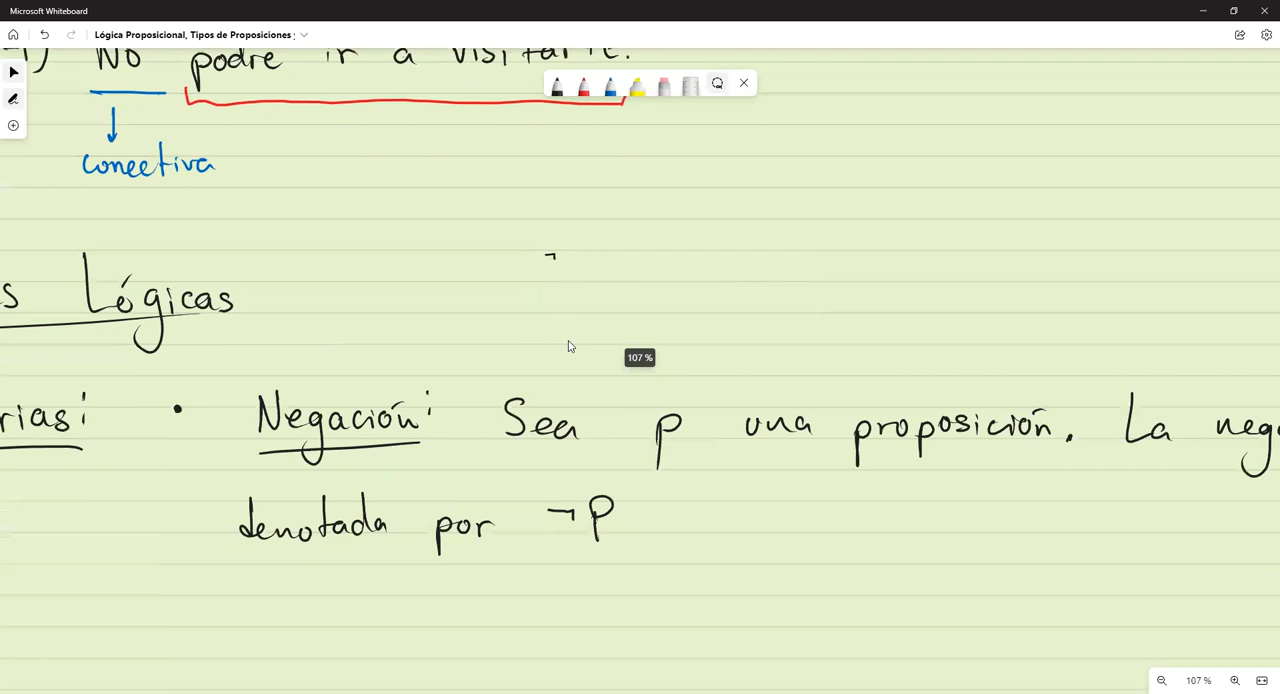 Microsoft Whiteboard
Lógica Proposicional, Tipos de Proposiciones
No podré ir a visitarte.
conectiva
s Lógicas
¬
107 %
rias: • Negación: Sea p una proposición. La neg
denotada por ¬p
107 %